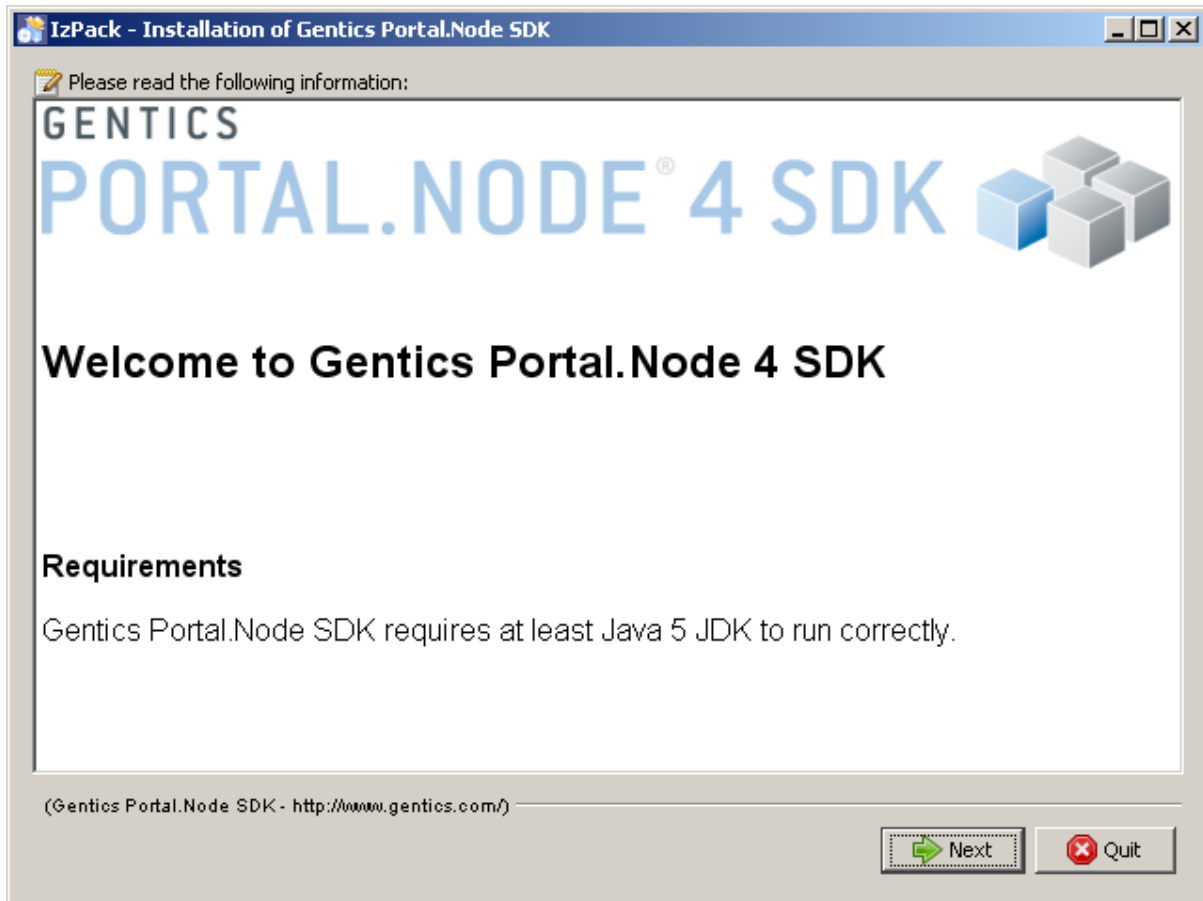 IzPack - Installation of Gentics Portal.Node SDK
Please read the following information:
GENTICS
PORTAL.NODE® 4 SDK
Welcome to Gentics Portal.Node 4 SDK
Requirements
Gentics Portal.Node SDK requires at least Java 5 JDK to run correctly.
(Gentics Portal.Node SDK - http://www.gentics.com/)
Next
Quit